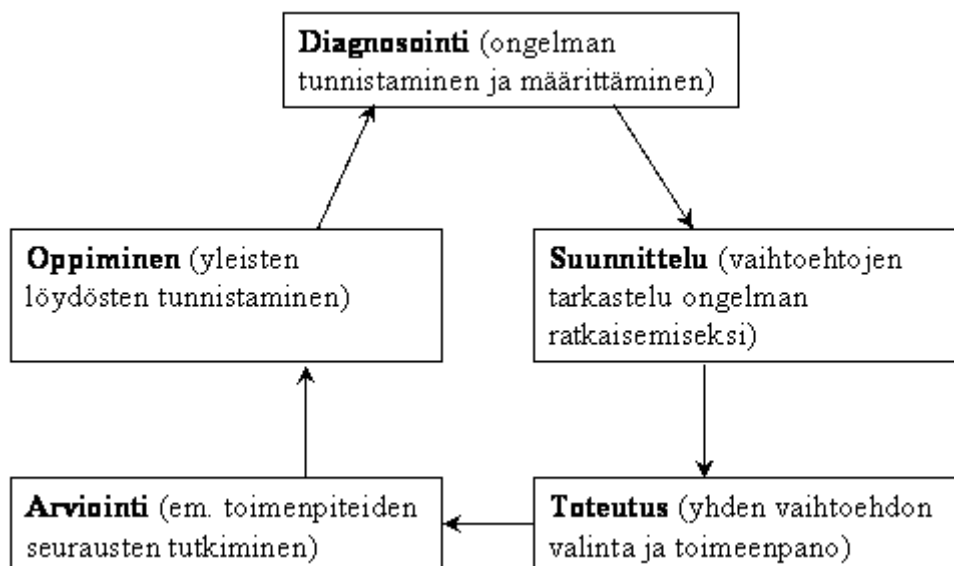 Diagnosointi (ongelman
tunnistaminen ja määrittäminen)
Oppiminen (yleisten
löydösten tunnistaminen)
Suunnittelu (vaihtoehtojen
tarkastelu ongelman
ratkaisemiseksi)
Arviointi (em. toimenpiteiden
seurausten tutkiminen)
Toteutus (yhden vaihtoehdon
valinta ja toimeenpano)